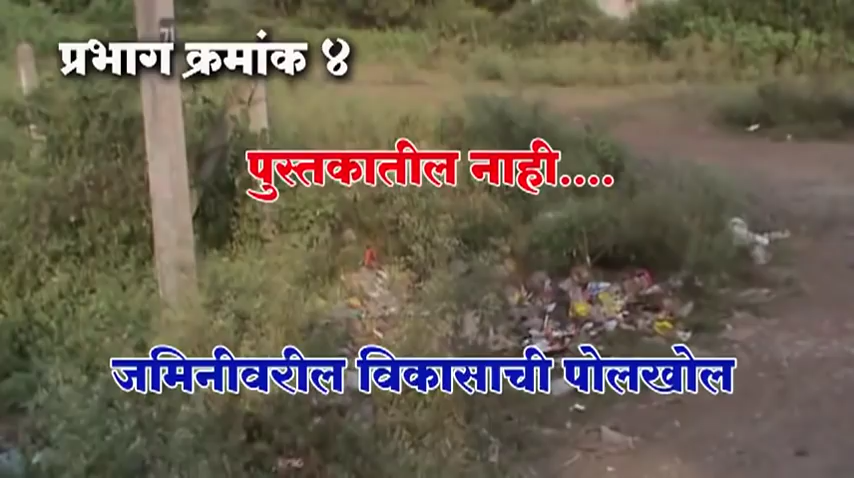 प्रभाग क्रमांक ४
पुस्तकातील नाही....
जमिनीवरील विकासाची पोलखोल